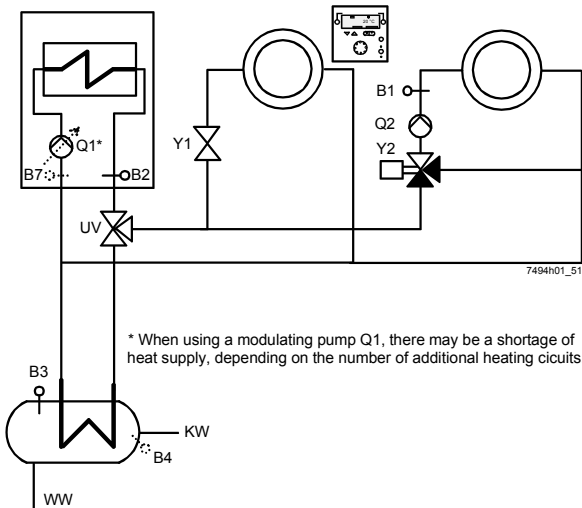 20 °C
B1
Q1*
Y1
Q2
Y2
B7
B2
UV
7494h01_51
* When using a modulating pump Q1, there may be a shortage of
heat supply, depending on the number of additional heating cicuits
B3
KW
B4
WW